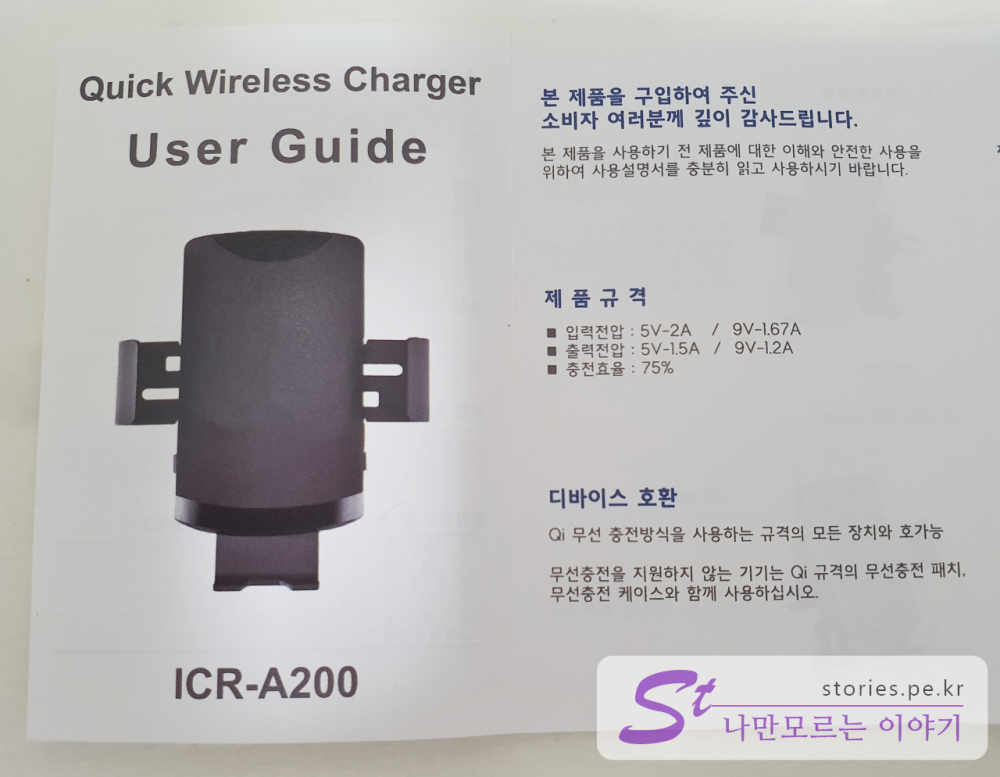 Quick Wireless Charger
User Guide
ICR-A200
본 제품을 구입하여 주신
소비자 여러분께 깊이 감사드립니다.
본 제품을 사용하기 전 제품에 대한 이해와 안전한 사용을
위하여 사용설명서를 충분히 읽고 사용하시기 바랍니다.
제 품 규 격
■ 입력전압 : 5V-2A / 9V-1.67A
■ 출력전압 : 5V-1.5A / 9V-1.2A
■ 충전효율 : 75%
디바이스 호환
Qi 무선 충전방식을 사용하는 규격의 모든 장치와 호가능
무선충전을 지원하지 않는 기기는 Qi 규격의 무선충전 패치,
무선충전 케이스와 함께 사용하십시오.
St
stories.pe.kr
나만모르는 이야기